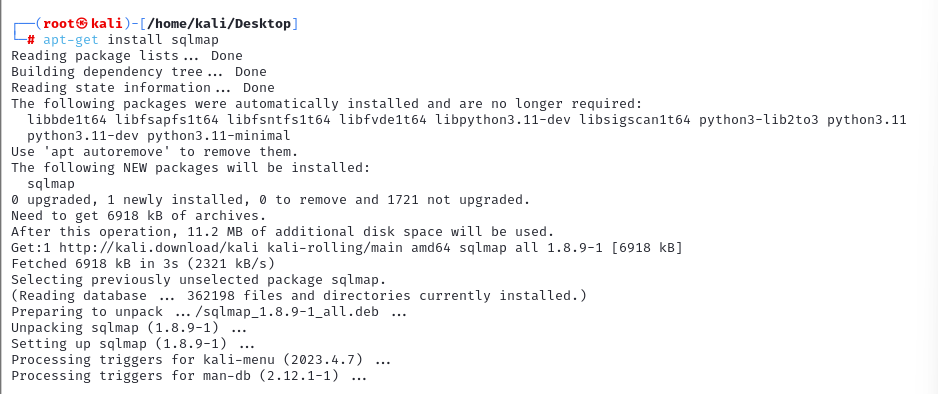 ┌──(root㉿kali)-[/home/kali/Desktop]
└─# apt-get install sqlmap
Reading package lists... Done
Building dependency tree... Done
Reading state information... Done
The following packages were automatically installed and are no longer required:
  libbde1t64 libfsapfs1t64 libfsntfs1t64 libfvde1t64 libpython3.11-dev libsigscan1t64 python3-lib2to3 python3.11
  python3.11-dev python3.11-minimal
Use 'apt autoremove' to remove them.
The following NEW packages will be installed:
  sqlmap
0 upgraded, 1 newly installed, 0 to remove and 1721 not upgraded.
Need to get 6918 kB of archives.
After this operation, 11.2 MB of additional disk space will be used.
Get:1 http://kali.download/kali kali-rolling/main amd64 sqlmap all 1.8.9-1 [6918 kB]
Fetched 6918 kB in 3s (2321 kB/s)
Selecting previously unselected package sqlmap.
(Reading database ... 362198 files and directories currently installed.)
Preparing to unpack .../sqlmap_1.8.9-1_all.deb ...
Unpacking sqlmap (1.8.9-1) ...
Setting up sqlmap (1.8.9-1) ...
Processing triggers for kali-menu (2023.4.7) ...
Processing triggers for man-db (2.12.1-1) ...